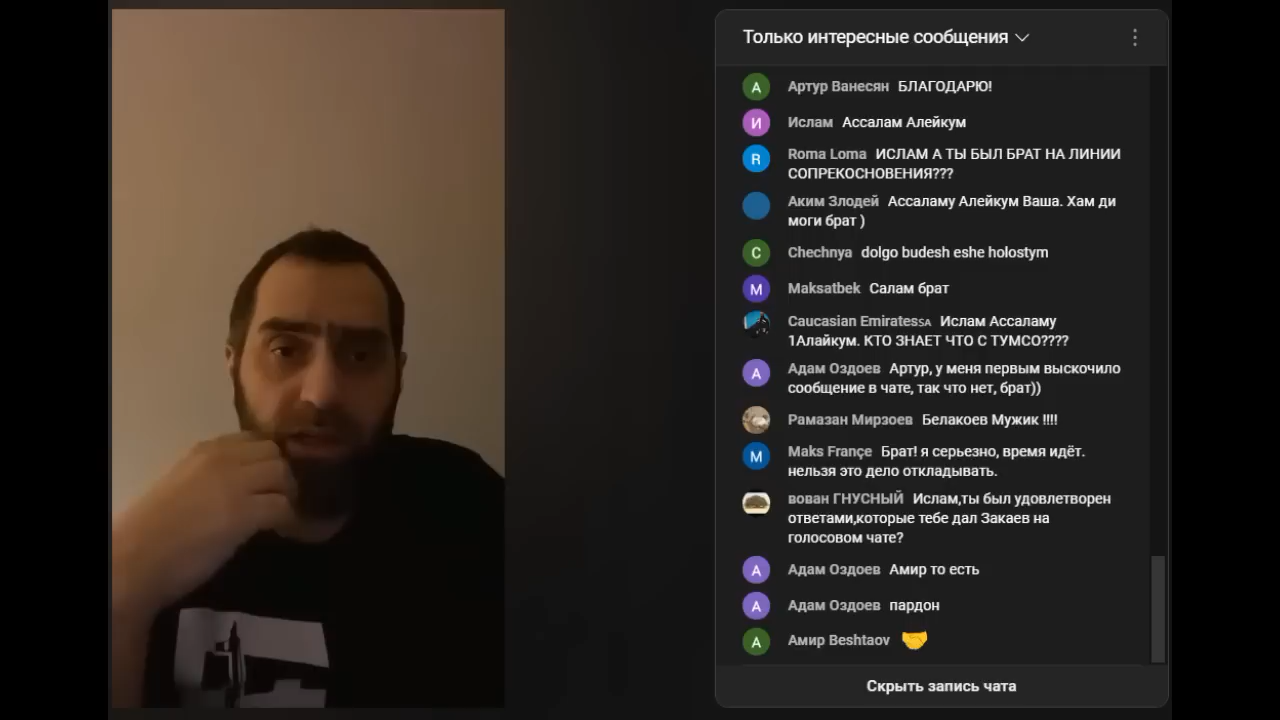 Только интересные сообщения
А Артур Ванесян БЛАГОДАРЮ!
И Ислам Ассалам Алейкум
R Roma Loma ИСЛАМ А ТЫ БЫЛ БРАТ НА ЛИНИИ
СОПРЕКОСНОВЕНИЯ???
Аким Злодей Ассаламу Алейкум Ваша. Хам ди
моги брат )
C Chechnya dolgo budesh eshe holostym
M Maksatbek Салам брат
Caucasian Emiratesꜱᴀ Ислам Ассаламу
1Алайкум. КТО ЗНАЕТ ЧТО С ТУМСО????
А Адам Оздоев Артур, у меня первым выскочило
сообщение в чате, так что нет, брат))
Рамазан Мирзоев Белакоев Мужик !!!!
M Maks Françe Брат! я серьезно, время идёт.
нельзя это дело откладывать.
вован ГНУСНЫЙ Ислам,ты был удовлетворен
ответами,которые тебе дал Закаев на
голосовом чате?
А Адам Оздоев Амир то есть
А Адам Оздоев пардон
А Амир Beshtaov 🤝
Скрыть запись чата